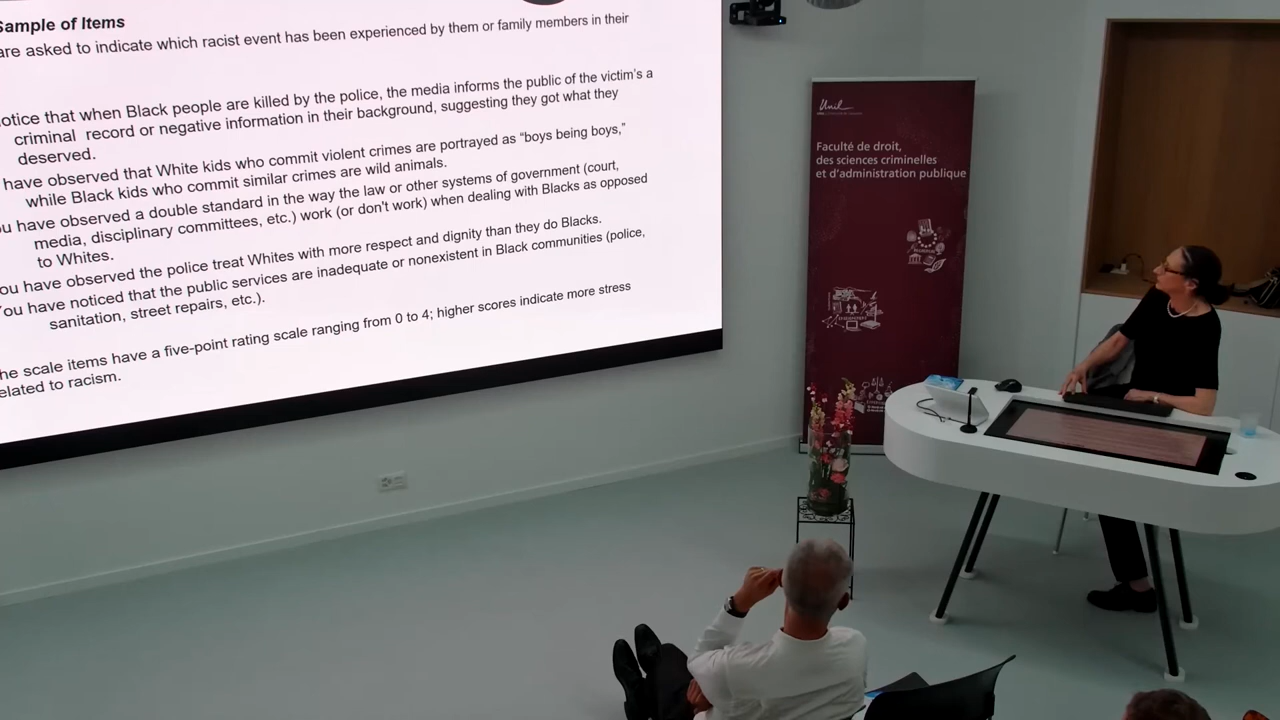 Sample of Items
are asked to indicate which racist event has been experienced by them or family members in their
otice that when Black people are killed by the police, the media informs the public of the victim's a
criminal record or negative information in their background, suggesting they got what they
deserved.
have observed that White kids who commit violent crimes are portrayed as “boys being boys,”
while Black kids who commit similar crimes are wild animals.
ou have observed a double standard in the way the law or other systems of government (court,
media, disciplinary committees, etc.) work (or don't work) when dealing with Blacks as opposed
to Whites.
ou have observed the police treat Whites with more respect and dignity than they do Blacks.
You have noticed that the public services are inadequate or nonexistent in Black communities (police,
sanitation, street repairs, etc.).
he scale items have a five-point rating scale ranging from 0 to 4; higher scores indicate more stress
elated to racism.
Unil
Faculté de droit,
des sciences criminelles
et d'administration publique